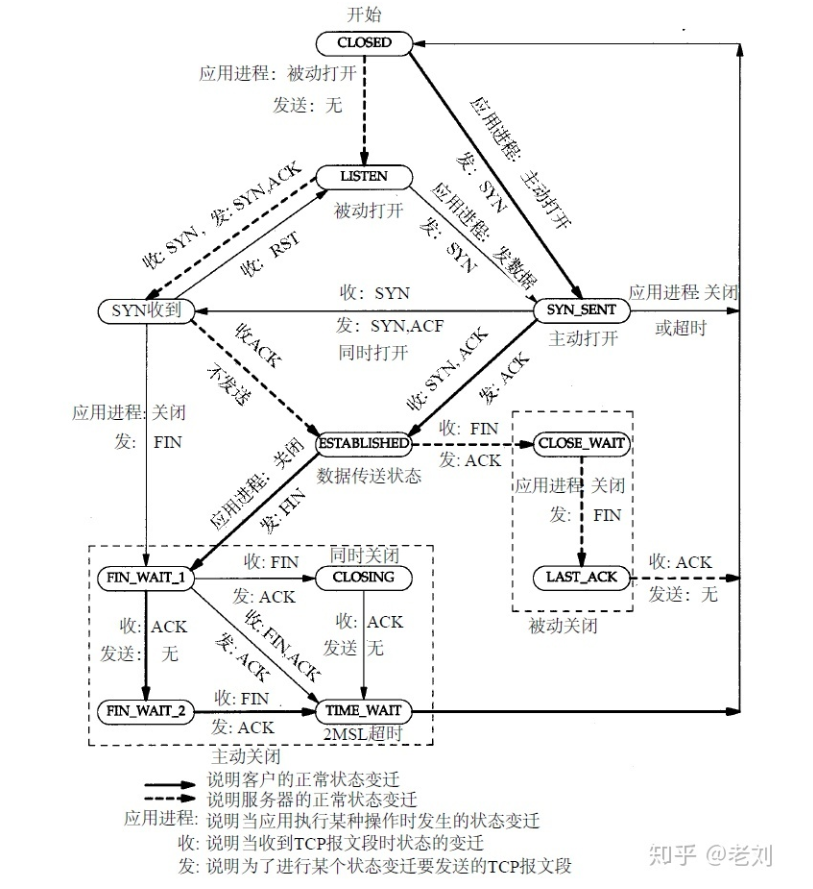 开始
CLOSED
应用进程：被动打开
发送：无
应用进程：主动打开
发：SYN
LISTEN
被动打开
收: SYN，发: SYN,ACK
收：RST
应用进程：发数据
发：SYN
SYN收到
收：SYN
发：SYN,ACF
同时打开
SYN_SENT
主动打开
应用进程 关闭
或超时
收ACK
不发送
收: SYN, ACK
发: ACK
应用进程 关闭
发: FIN
ESTABLISHED
数据传送状态
收: FIN
发: ACK
CLOSE_WAIT
应用进程 关闭
发: FIN
应用进程：关闭
发: FIN
LAST_ACK
收: ACK
发送：无
被动关闭
同时关闭
FIN_WAIT_1
收: FIN
发: ACK
CLOSING
收: ACK
发送：无
收: FIN,ACK
发: ACK
收: ACK
发送 无
FIN_WAIT_2
收: FIN
发: ACK
TIME_WAIT
2MSL超时
主动关闭
说明客户的正常状态变迁
说明服务器的正常状态变迁
应用进程: 说明当应用执行某种操作时发生的状态变迁
收: 说明当收到TCP报文段时状态的变迁
发: 说明为了进行某个状态变迁要发送的TCP报文段
知乎 @老刘